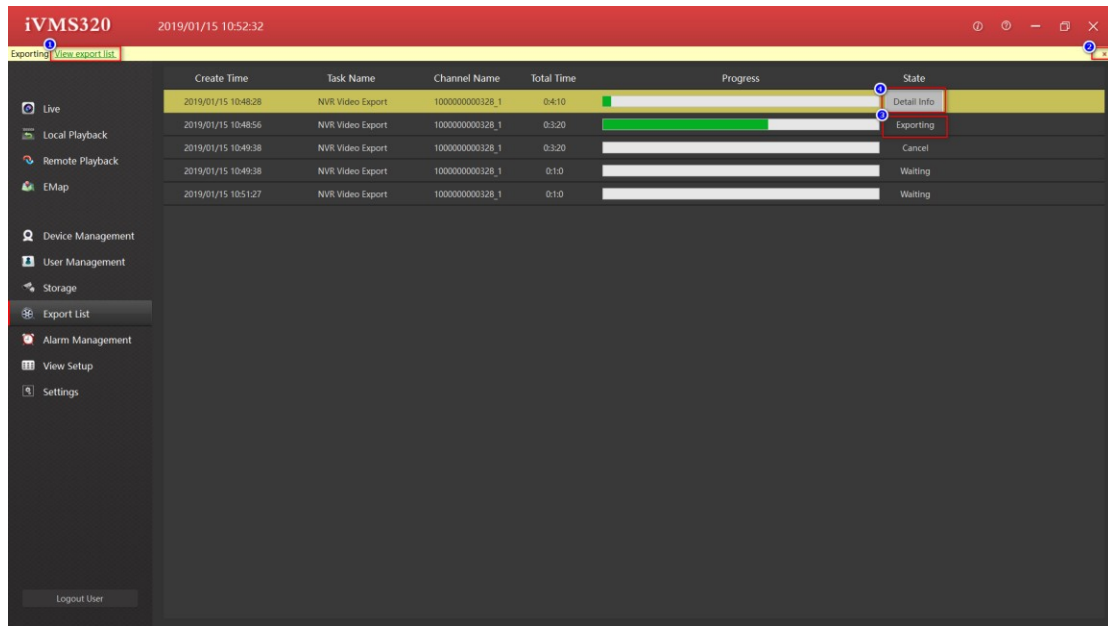 iVMS320 2019/01/15 10:52:32
1 2
Exporting View export list x
Create Time Task Name Channel Name Total Time Progress State
4
2019/01/15 10:48:28 NVR Video Export 1000000000328_1 0:4:10 Detail Info
3
2019/01/15 10:48:56 NVR Video Export 1000000000328_1 0:3:20 Exporting
2019/01/15 10:49:38 NVR Video Export 1000000000328_1 0:3:20 Cancel
2019/01/15 10:49:38 NVR Video Export 1000000000328_1 0:1:0 Waiting
2019/01/15 10:51:27 NVR Video Export 1000000000328_1 0:1:0 Waiting
Live
Local Playback
Remote Playback
EMap
Device Management
User Management
Storage
Export List
Alarm Management
View Setup
Settings
Logout User